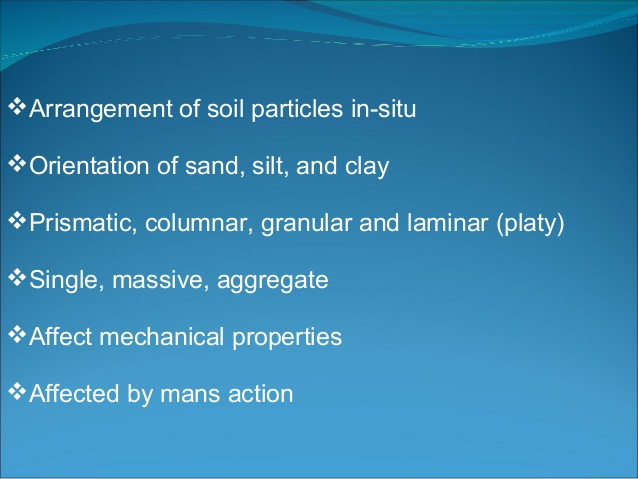 ❖Arrangement of soil particles in-situ
❖Orientation of sand, silt, and clay
❖Prismatic, columnar, granular and laminar (platy)
❖Single, massive, aggregate
❖Affect mechanical properties
❖Affected by mans action